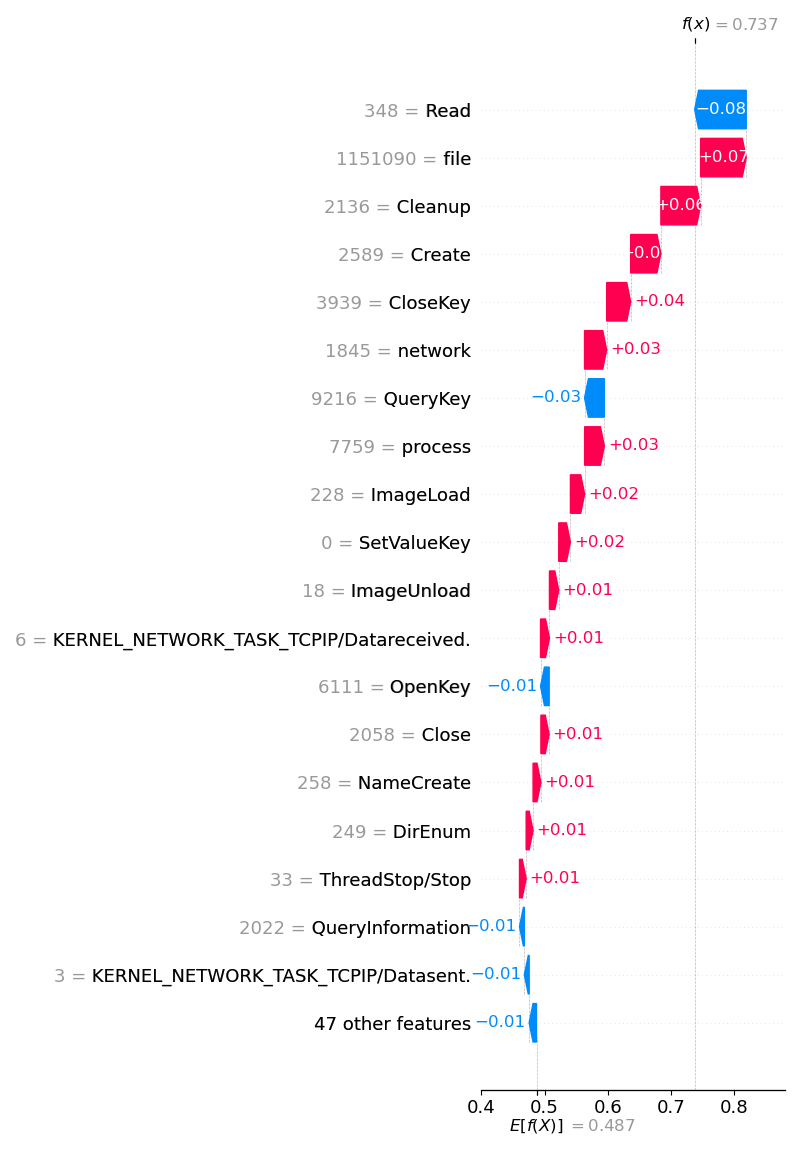 f(x) = 0.737
348 = Read −0.08
1151090 = file +0.07
2136 = Cleanup +0.06
2589 = Create
3939 = CloseKey +0.04
1845 = network +0.03
9216 = QueryKey −0.03
7759 = process +0.03
228 = ImageLoad +0.02
0 = SetValueKey +0.02
18 = ImageUnload +0.01
6 = KERNEL_NETWORK_TASK_TCPIP/Datareceived. +0.01
6111 = OpenKey −0.01
2058 = Close +0.01
258 = NameCreate +0.01
249 = DirEnum +0.01
33 = ThreadStop/Stop +0.01
2022 = QueryInformation −0.01
3 = KERNEL_NETWORK_TASK_TCPIP/Datasent. −0.01
47 other features −0.01
0.4 0.5 0.6 0.7 0.8
E[f(X)] = 0.487